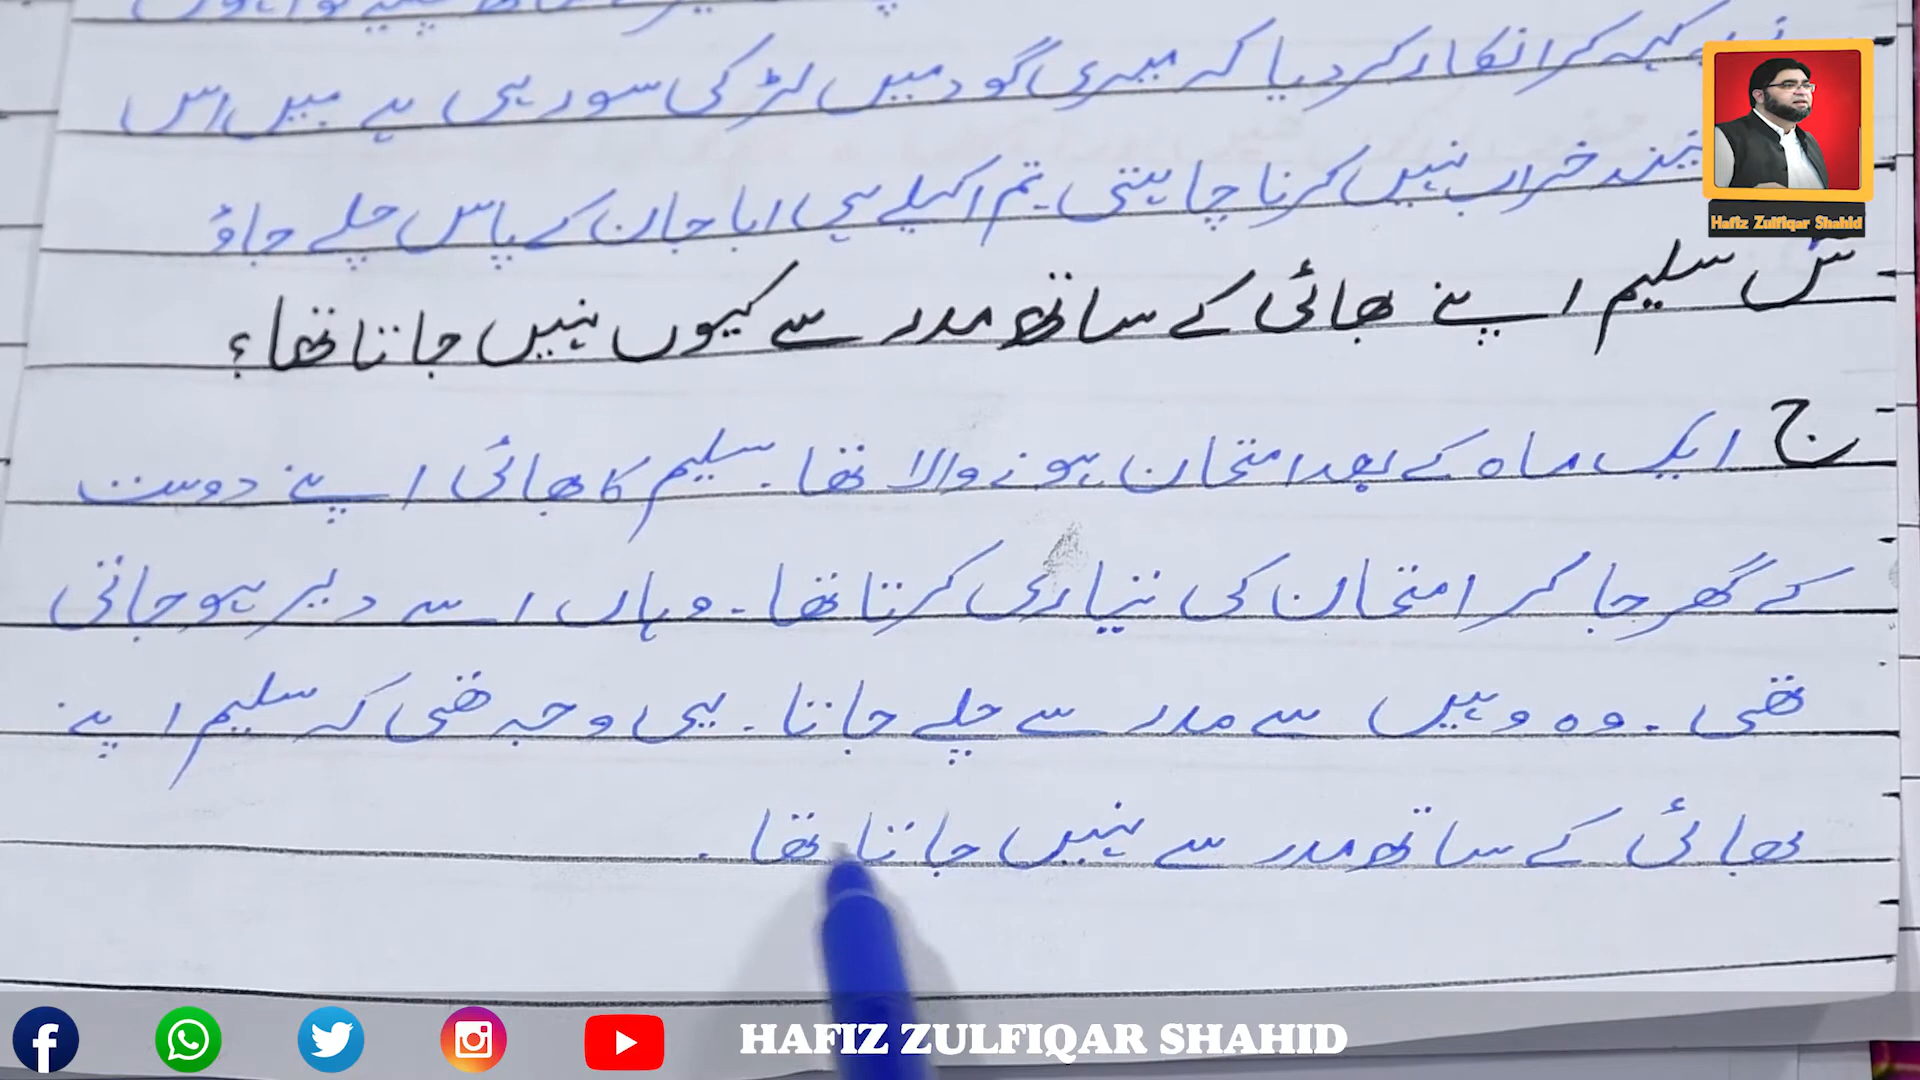 کہہ کر انکار کر دیا کہ میری گود میں لڑکی سو رہی ہے میں اس
نیند خراب نہیں کرنا چاہتی۔ تم اکیلے ہی ابا جان کے پاس چلے جاؤ
Hafiz Zulfiqar Shahid
س سلیم اپنے بھائی کے ساتھ مدرسے کیوں نہیں جاتا تھا؟
ج ایک ماہ کے بعد امتحان ہونے والا تھا۔ سلیم کا بھائی اپنے دوست
کے گھر جا کر امتحان کی تیاری کرتا تھا۔ وہاں اسے دیر ہو جاتی
تھی۔ وہ وہیں سے مدرسے چلے جاتا۔ یہی وجہ تھی کہ سلیم اپنے
بھائی کے ساتھ مدرسے نہیں جاتا تھا۔
HAFIZ ZULFIQAR SHAHID